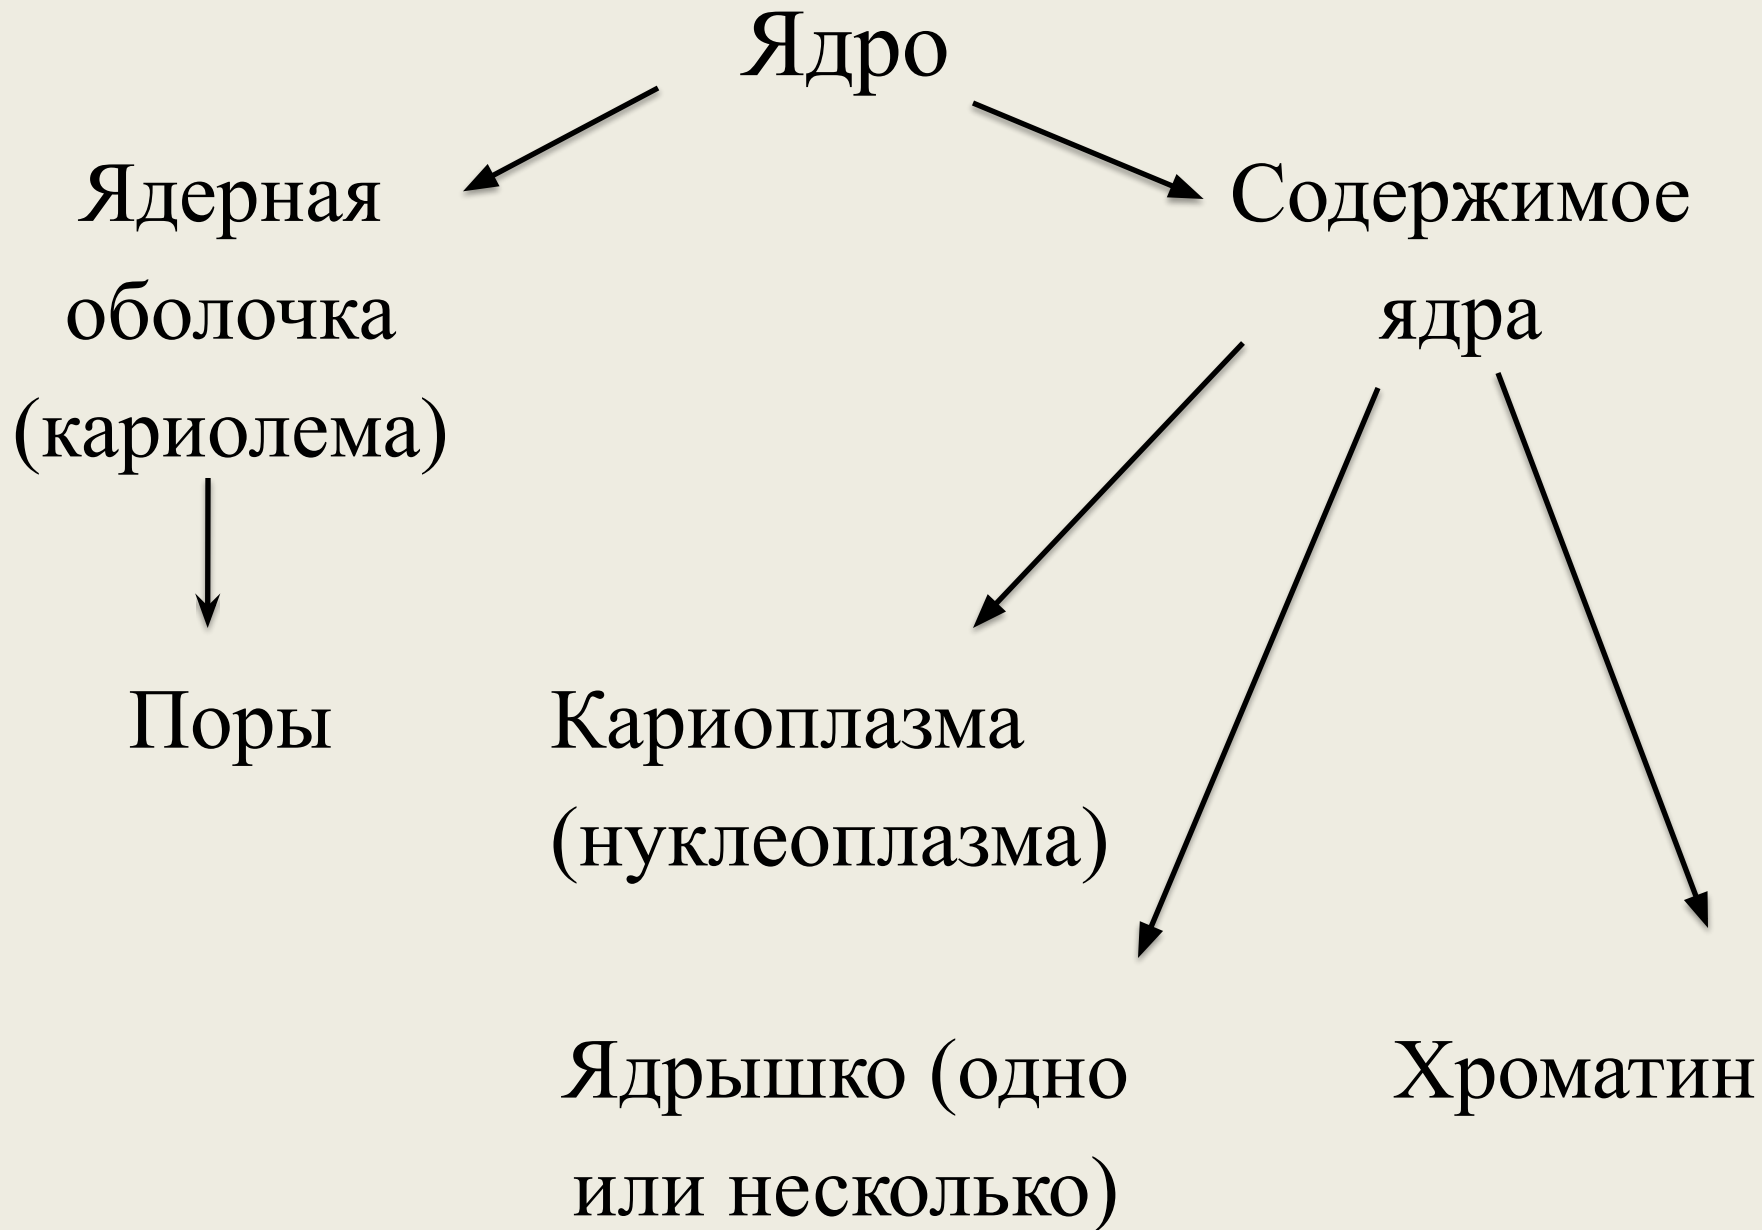 Ядро
Ядерная
оболочка
(кариолема)
Содержимое
ядра
Поры
Кариоплазма
(нуклеоплазма)
Ядрышко (одно
или несколько)
Хроматин